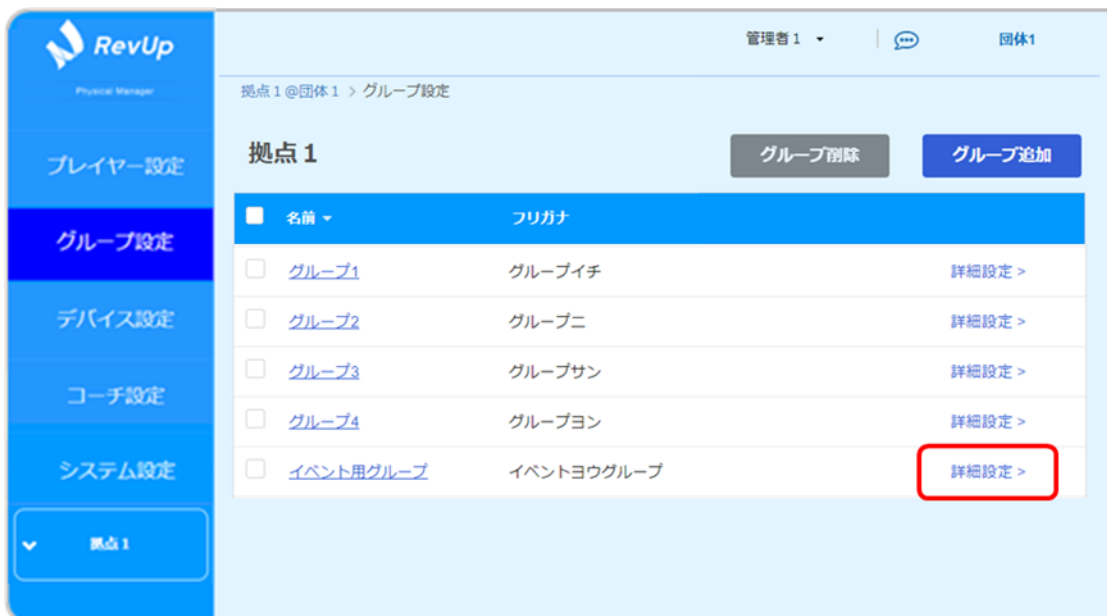 RevUp
Physical Manager
管理者1
団体1
拠点1@団体1 > グループ設定
プレイヤー設定
グループ設定
デバイス設定
コーチ設定
システム設定
拠点1
拠点1
グループ削除
グループ追加
名前 フリガナ
グループ1 グループイチ 詳細設定 >
グループ2 グループニ 詳細設定 >
グループ3 グループサン 詳細設定 >
グループ4 グループヨン 詳細設定 >
イベント用グループ イベントヨウグループ 詳細設定 >